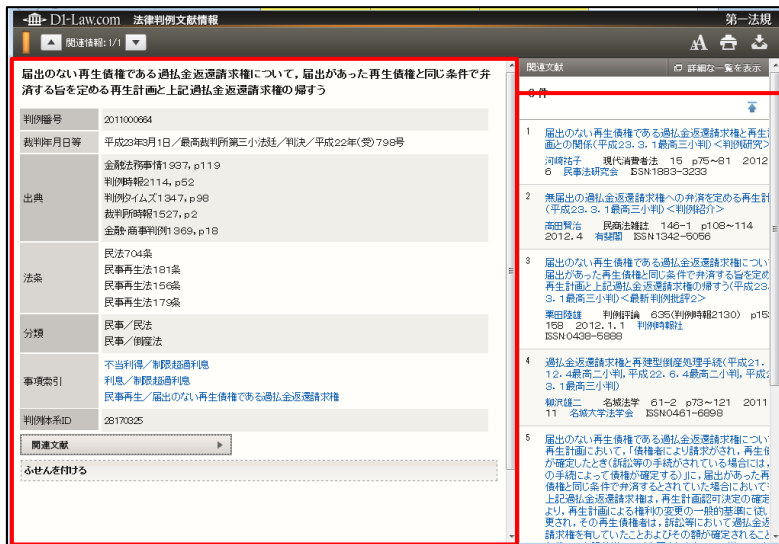 D1-Law.com 法律判例文献情報
第一法規
関連情報:1/1
届出のない再生債権である過払金返還請求権について,届出があった再生債権と同じ条件で弁
済する旨を定める再生計画と上記過払金返還請求権の帰すう
判例番号 2011000664
裁判年月日等 平成23年3月1日/最高裁判所第三小法廷/判決/平成22年(受)798号
出典
金融法務事情1937,p119
判例時報2114,p52
判例タイムズ1347,p98
裁判所時報1527,p2
金融・商事判例1369,p18
法条
民法704条
民事再生法181条
民事再生法156条
民事再生法179条
分類
民事/民法
民事/倒産法
事項索引
不当利得/制限超過利息
利息/制限超過利息
民事再生/届出のない再生債権である過払金返還請求権
判例体系ID 28170325
関連文献
ふせんを付ける
関連文献 詳細な一覧を表示
件
1 届出のない再生債権である過払金返還請求権と再生計
画との関係(平成23.3.1最高三小判)<判例研究>
河崎祐子 現代消費者法 15 p75~81 2012
6 民事法研究会 ISSN:1883-3233
2 無届出の過払金返還請求権への弁済を定める再生計
(平成23.3.1最高三小判)<判例紹介>
高田賢治 民商法雑誌 146-1 p108~114
2012.4 有斐閣 ISSN:1342-5056
3 届出のない再生債権である過払金返還請求権につい
届出があった再生債権と同じ条件で弁済する旨を定め
再生計画と上記過払金返還請求権の帰すう(平成23.
3.1最高三小判)<最新判例批評2>
栗田陸雄 判例評論 635(判例時報2130) p15
158 2012.1.1 判例時報社
ISSN:0438-5888
4 過払金返還請求権と再建型倒産処理手続(平成21.
12.4最高二小判,平成22.6.4最高二小判,平成
3.1最高三小判)
柳沢雄二 名城法学 61-2 p73~121 2011
11 名城大学法学会 ISSN:0461-6898
5 届出のない再生債権である過払金返還請求権につい
再生計画において,「債権者により請求がされ,再生債
が確定したとき(訴訟等の手続がされている場合には,
の手続によって債権が確定する)」に,届出があった再
債権と同じ条件で弁済するとされていた場合において
上記過払金返還請求権は,再生計画認可決定の確定
より,再生計画による権利の変更の一般的基準に従い
更され,その再生債権者は,訴訟等において過払金返
請求権を有していたことおよびその額が確定されること